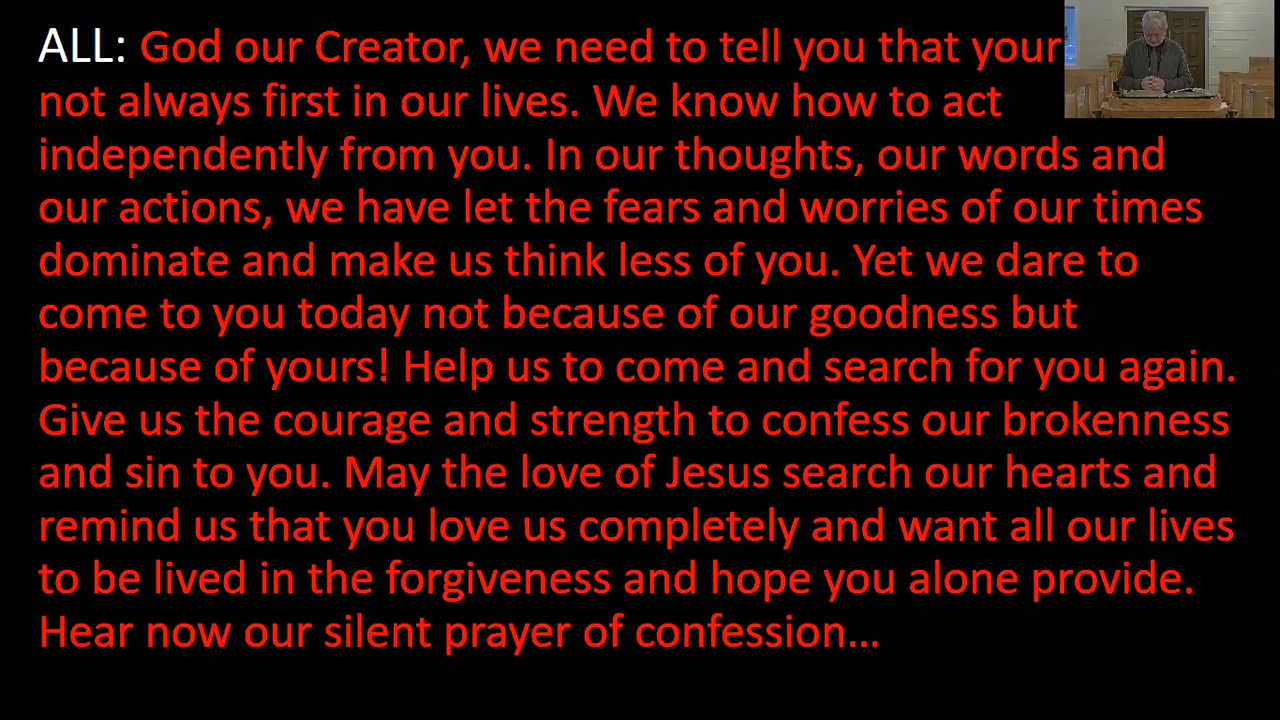 ALL: God our Creator, we need to tell you that your
not always first in our lives. We know how to act
independently from you. In our thoughts, our words and
our actions, we have let the fears and worries of our times
dominate and make us think less of you. Yet we dare to
come to you today not because of our goodness but
because of yours! Help us to come and search for you again.
Give us the courage and strength to confess our brokenness
and sin to you. May the love of Jesus search our hearts and
remind us that you love us completely and want all our lives
to be lived in the forgiveness and hope you alone provide.
Hear now our silent prayer of confession…